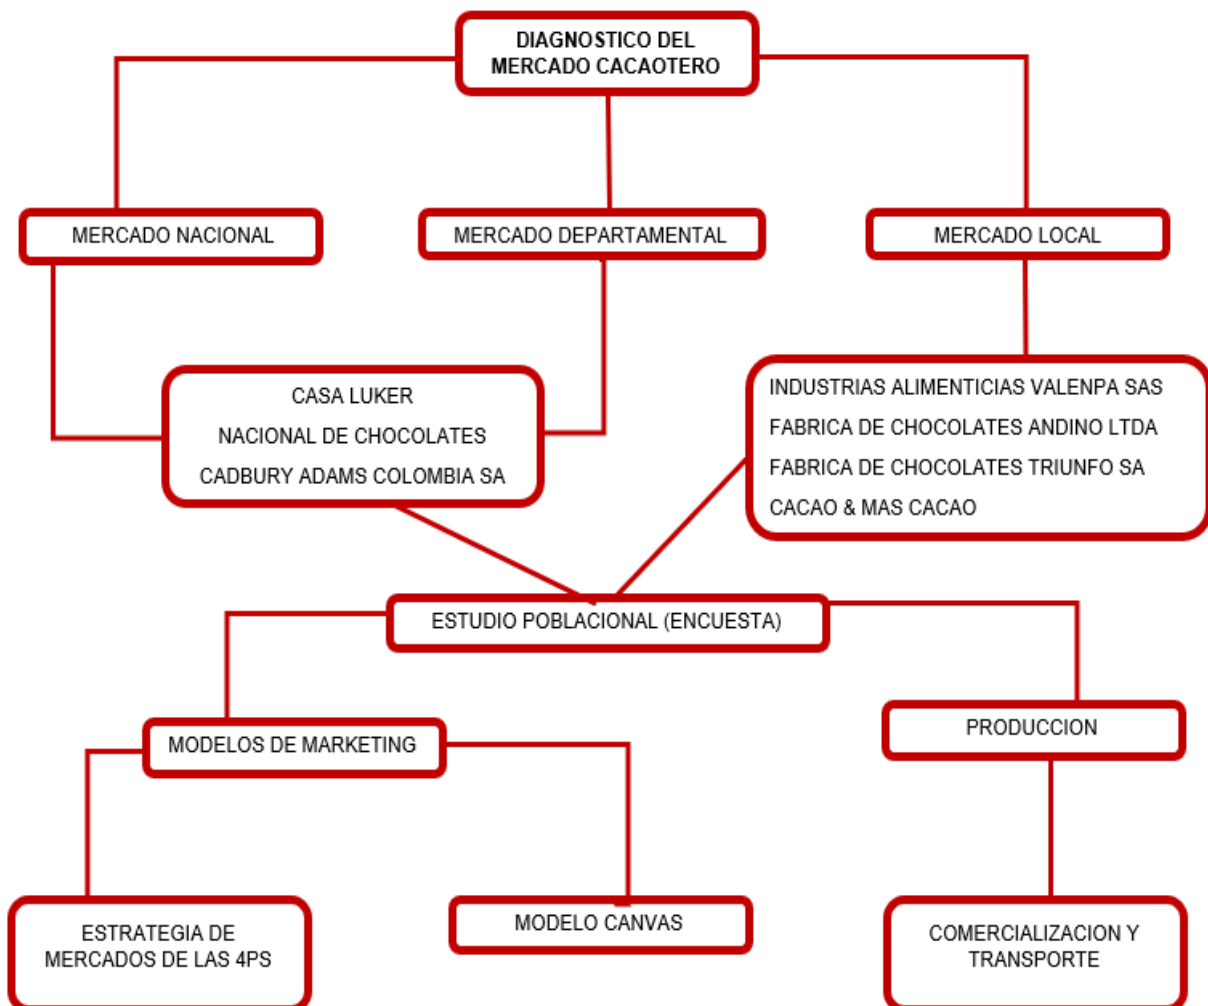 DIAGNOSTICO DEL
MERCADO CACAOTERO
MERCADO NACIONAL
MERCADO DEPARTAMENTAL
MERCADO LOCAL
CASA LUKER
NACIONAL DE CHOCOLATES
CADBURY ADAMS COLOMBIA SA
INDUSTRIAS ALIMENTICIAS VALENPA SAS
FABRICA DE CHOCOLATES ANDINO LTDA
FABRICA DE CHOCOLATES TRIUNFO SA
CACAO & MAS CACAO
ESTUDIO POBLACIONAL (ENCUESTA)
MODELOS DE MARKETING
PRODUCCION
ESTRATEGIA DE
MERCADOS DE LAS 4PS
MODELO CANVAS
COMERCIALIZACION Y
TRANSPORTE